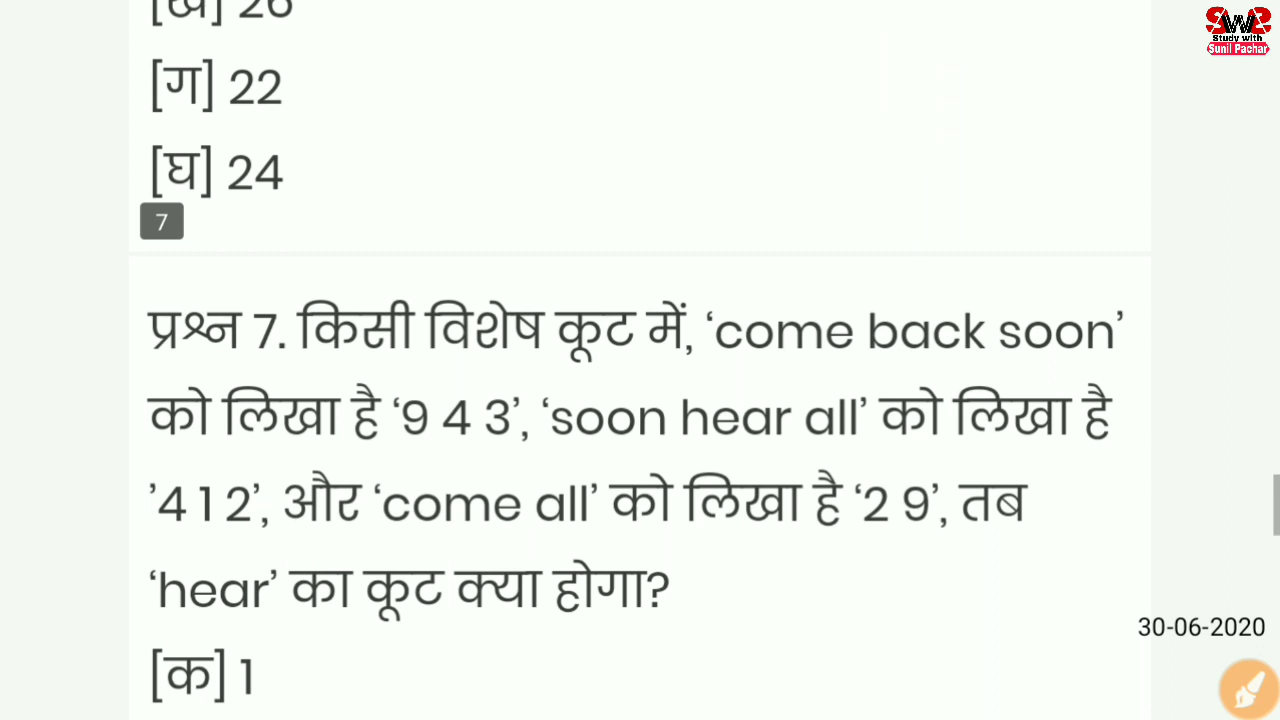 [ख] 26
Study with
Sunil Pachar
[ग] 22
[घ] 24
7
प्रश्न 7. किसी विशेष कूट में, ‘come back soon’
को लिखा है ‘9 4 3’, ‘soon hear all’ को लिखा है
’4 1 2’, और ‘come all’ को लिखा है ‘2 9’, तब
‘hear’ का कूट क्या होगा?
30-06-2020
[क] 1